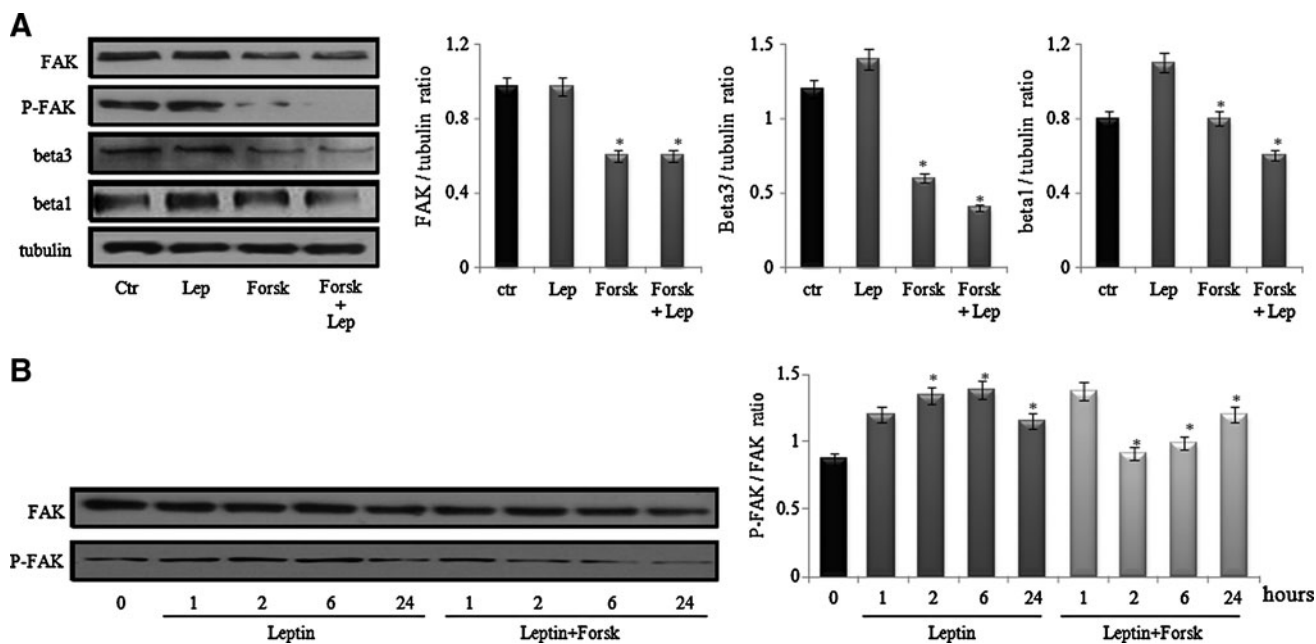 A
FAK
P-FAK
beta3
beta1
tubulin
Ctr Lep Forsk Forsk + Lep
FAK / tubulin ratio
1.2
0.8
0.4
0
* *
ctr Lep Forsk Forsk + Lep
Beta3 / tubulin ratio
1.5
1
0.5
0
* *
ctr Lep Forsk Forsk + Lep
beta1 / tubulin ratio
1.2
0.8
0.4
0
* *
ctr Lep Forsk Forsk + Lep
B
FAK
P-FAK
0 1 2 6 24 1 2 6 24
Leptin Leptin+Forsk
P-FAK / FAK ratio
1.5
1
0.5
0
* * * * * *
0 1 2 6 24 1 2 6 24 hours
Leptin Leptin+Forsk